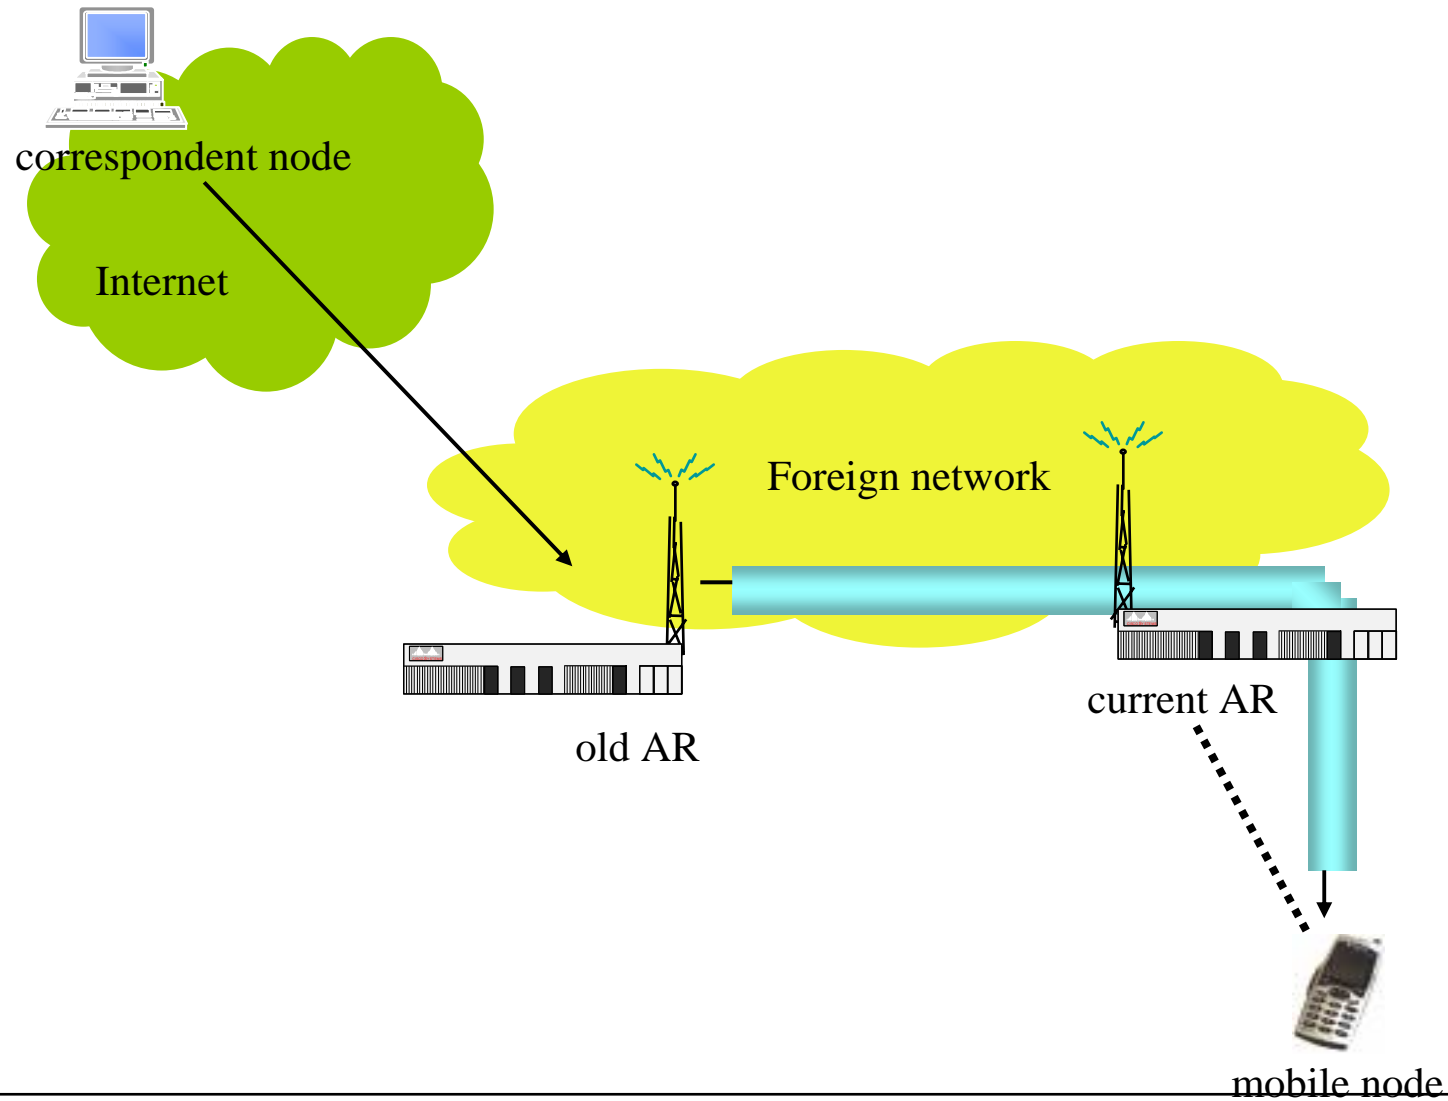 correspondent node
Internet
Foreign network
current AR
old AR
mobile node